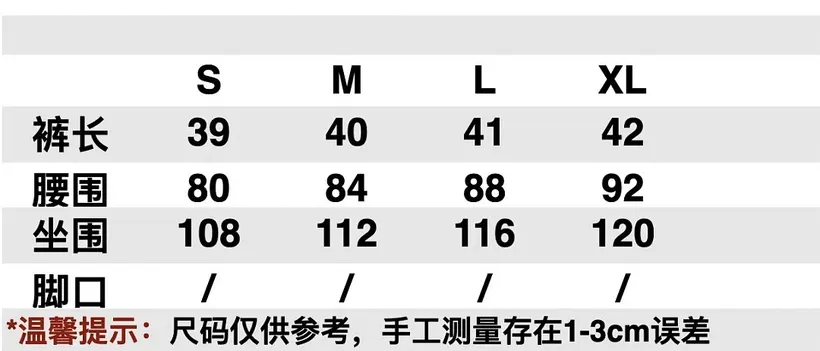 S M L XL
裤长 39 40 41 42
腰围 80 84 88 92
坐围 108 112 116 120
脚口 / / / /
*温馨提示：尺码仅供参考，手工测量存在1-3cm误差